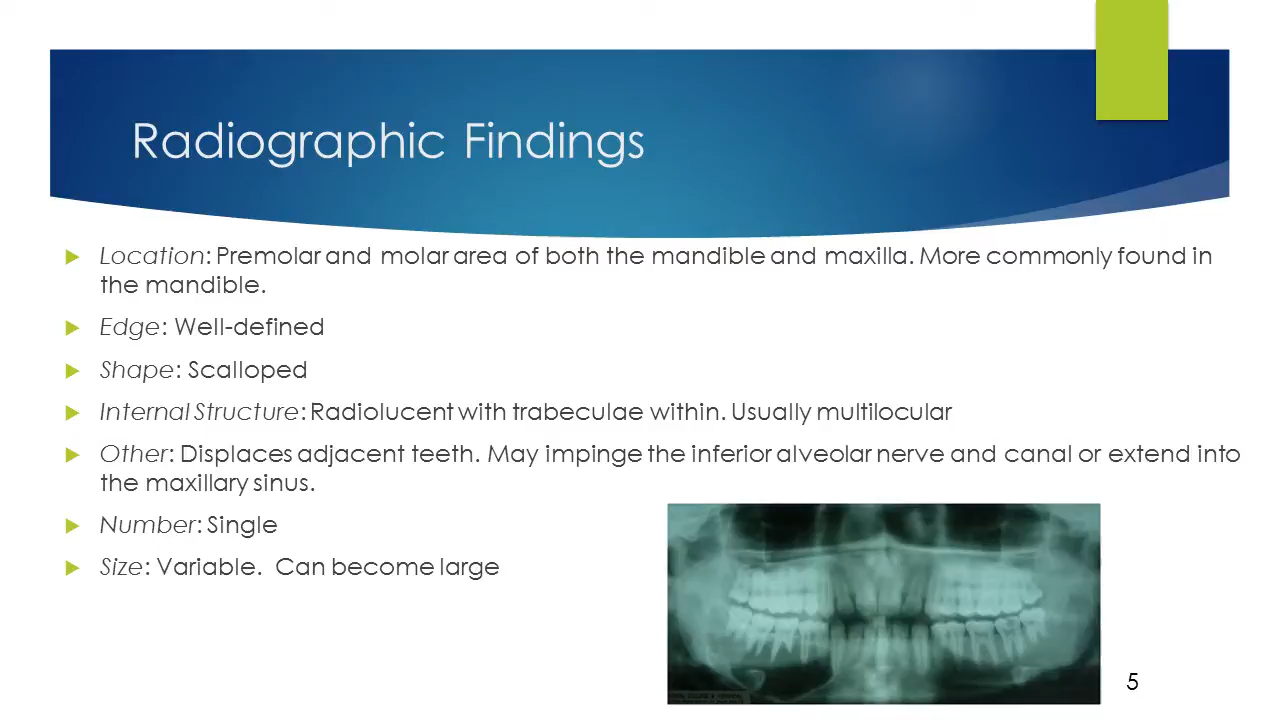 Radiographic Findings
Location: Premolar and molar area of both the mandible and maxilla. More commonly found in
the mandible.
Edge: Well-defined
Shape: Scalloped
Internal Structure: Radiolucent with trabeculae within. Usually multilocular
Other: Displaces adjacent teeth. May impinge the inferior alveolar nerve and canal or extend into
the maxillary sinus.
Number: Single
Size: Variable. Can become large
5